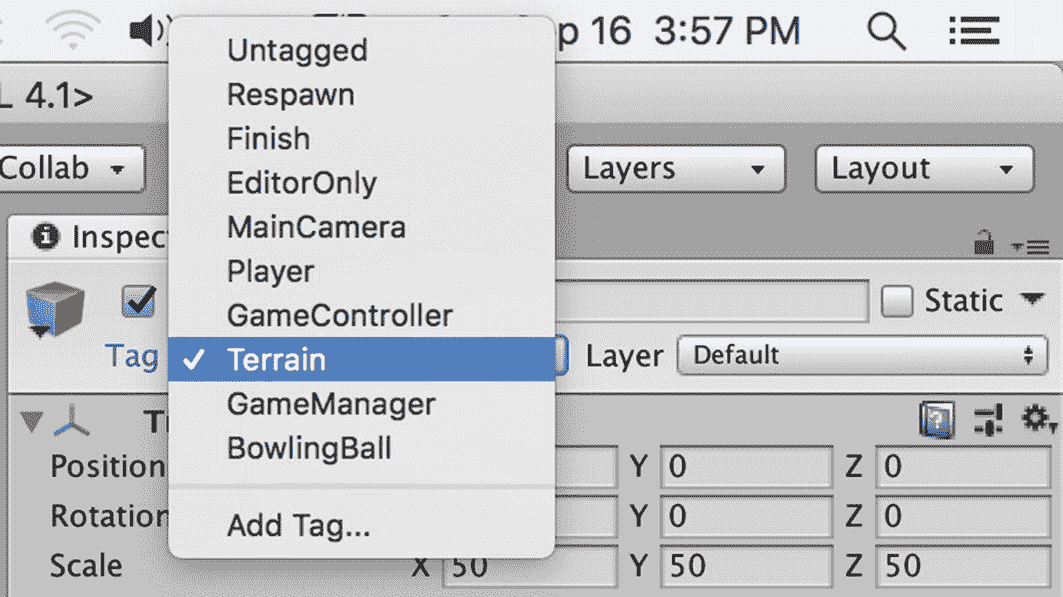 p 16 3:57 PM
L 4.1>
Collab
Layers
Layout
Inspec
Untagged
Respawn
Finish
EditorOnly
MainCamera
Player
GameController
Terrain
GameManager
BowlingBall
Add Tag...
Static
Tag
Layer Default
Position Y 0 Z 0
Rotation Y 0 Z 0
Scale X 50 Y 50 Z 50